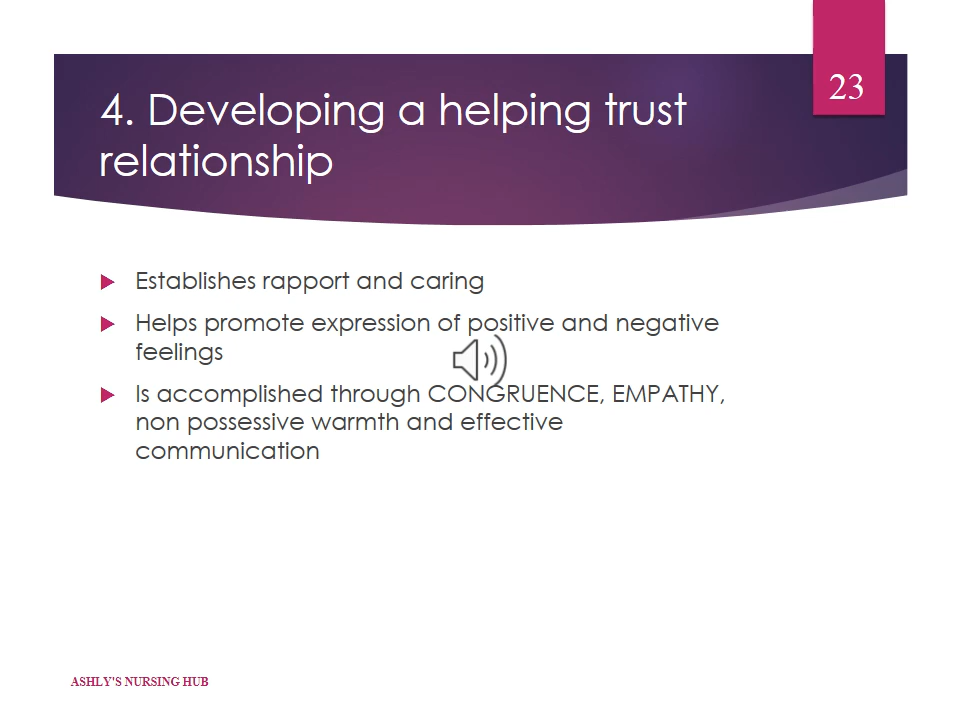 23
4. Developing a helping trust
relationship
Establishes rapport and caring
Helps promote expression of positive and negative
feelings
Is accomplished through CONGRUENCE, EMPATHY,
non possessive warmth and effective
communication
ASHLY'S NURSING HUB